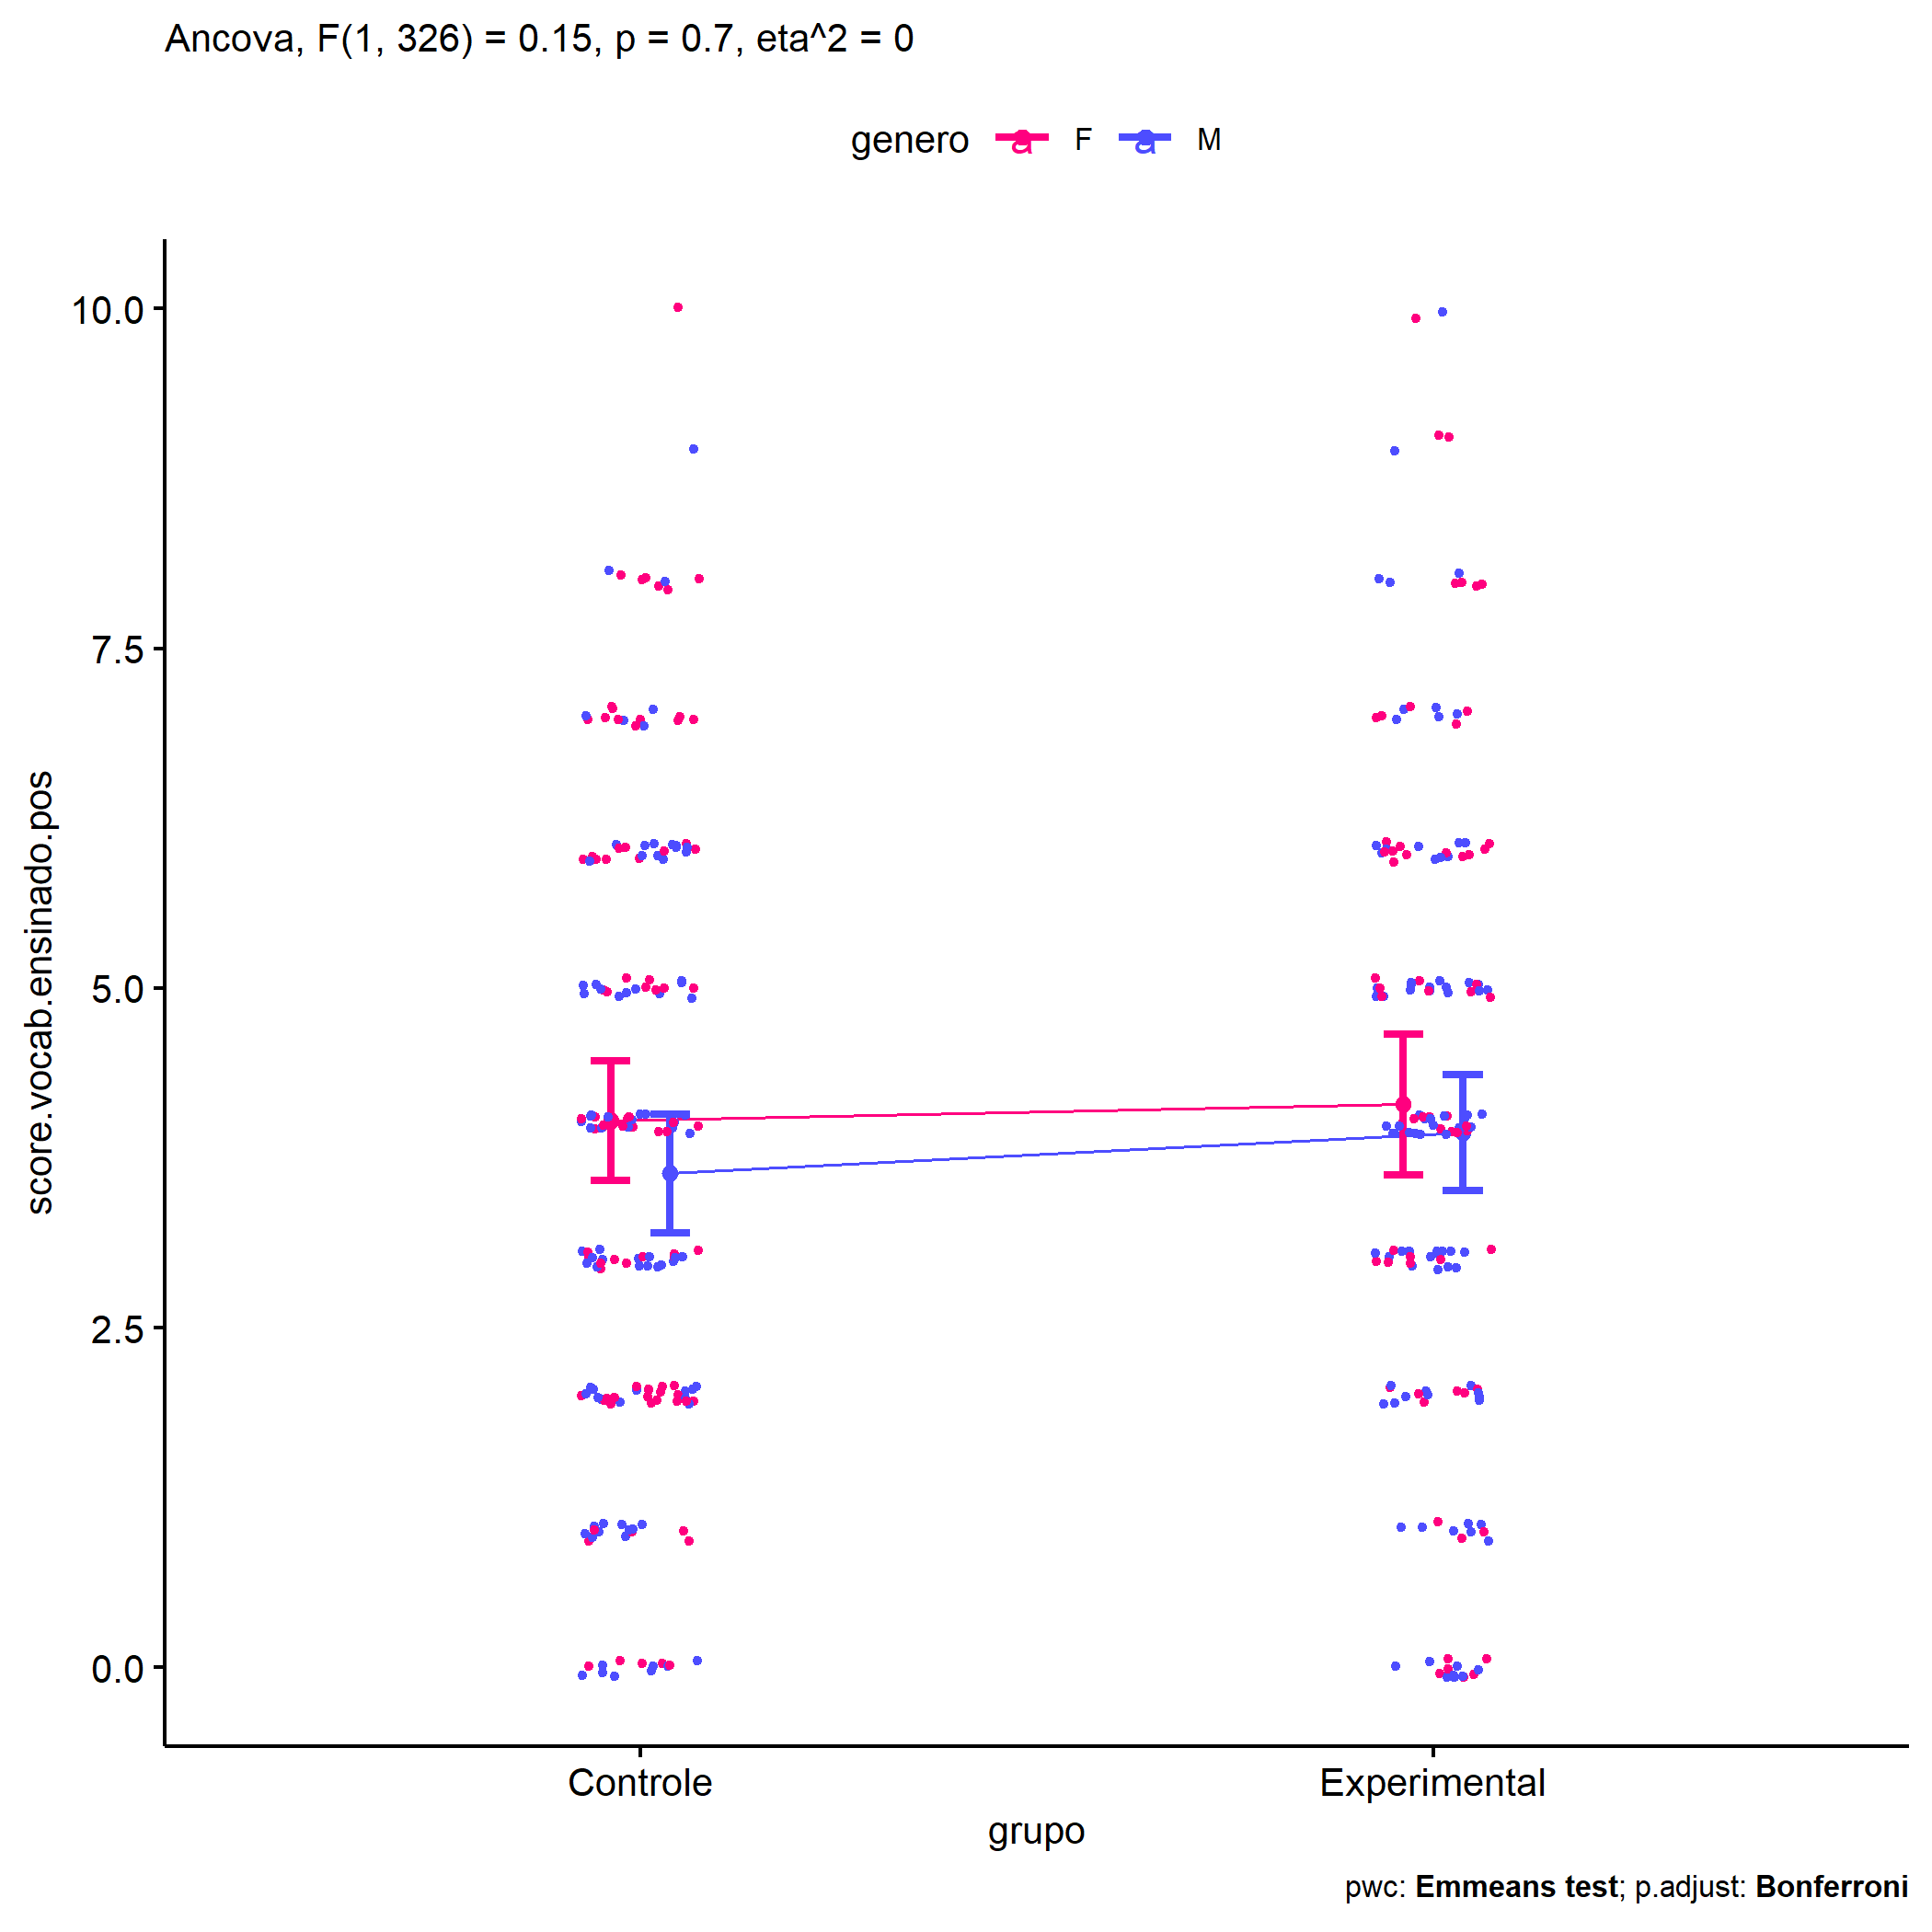 Ancova, F(1, 326) = 0.15, p = 0.7, eta^2 = 0
genero a F a M
10.0
7.5
5.0
2.5
0.0
score.vocab.ensinado.pos
Controle Experimental
grupo
pwc: Emmeans test; p.adjust: Bonferroni